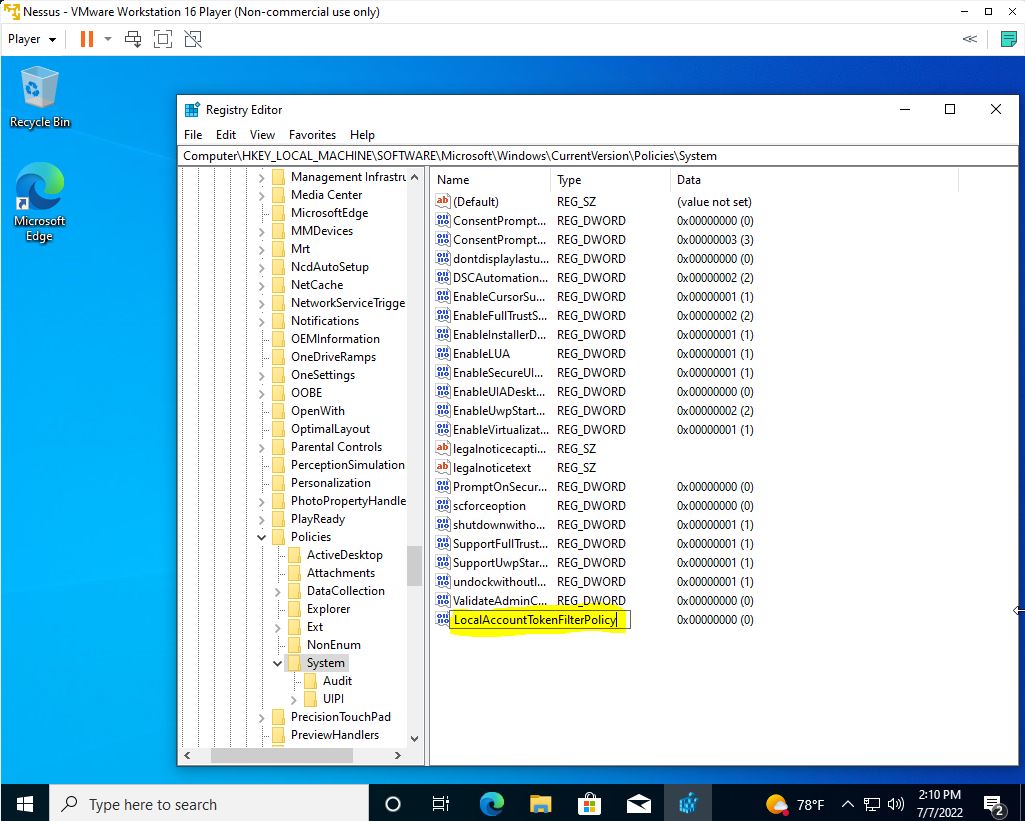 Nessus - VMware Workstation 16 Player (Non-commercial use only)
Player
Recycle Bin
Microsoft
Edge
Registry Editor
File Edit View Favorites Help
Computer\HKEY_LOCAL_MACHINE\SOFTWARE\Microsoft\Windows\CurrentVersion\Policies\System
Management Infrastru
Media Center
MicrosoftEdge
MMDevices
Mrt
NcdAutoSetup
NetCache
NetworkServiceTrigge
Notifications
OEMInformation
OneDriveRamps
OneSettings
OOBE
OpenWith
OptimalLayout
Parental Controls
PerceptionSimulation
Personalization
PhotoPropertyHandle
PlayReady
Policies
ActiveDesktop
Attachments
DataCollection
Explorer
Ext
NonEnum
System
Audit
UIPI
PrecisionTouchPad
PreviewHandlers
Name Type Data
(Default) REG_SZ (value not set)
ConsentPrompt... REG_DWORD 0x00000000 (0)
ConsentPrompt... REG_DWORD 0x00000003 (3)
dontdisplaylastu... REG_DWORD 0x00000000 (0)
DSCAutomation... REG_DWORD 0x00000002 (2)
EnableCursorSu... REG_DWORD 0x00000001 (1)
EnableFullTrustS... REG_DWORD 0x00000002 (2)
EnableInstallerD... REG_DWORD 0x00000001 (1)
EnableLUA REG_DWORD 0x00000001 (1)
EnableSecureUI... REG_DWORD 0x00000001 (1)
EnableUIADeskt... REG_DWORD 0x00000000 (0)
EnableUwpStart... REG_DWORD 0x00000002 (2)
EnableVirtualizat... REG_DWORD 0x00000001 (1)
legalnoticecapti... REG_SZ
legalnoticetext REG_SZ
PromptOnSecur... REG_DWORD 0x00000000 (0)
scforceoption REG_DWORD 0x00000000 (0)
shutdownwitho... REG_DWORD 0x00000001 (1)
SupportFullTrust... REG_DWORD 0x00000001 (1)
SupportUwpStar... REG_DWORD 0x00000001 (1)
undockwithoutl... REG_DWORD 0x00000001 (1)
ValidateAdminC... REG_DWORD 0x00000000 (0)
LocalAccountTokenFilterPolicy 0x00000000 (0)
Type here to search
78°F
2:10 PM
7/7/2022
2